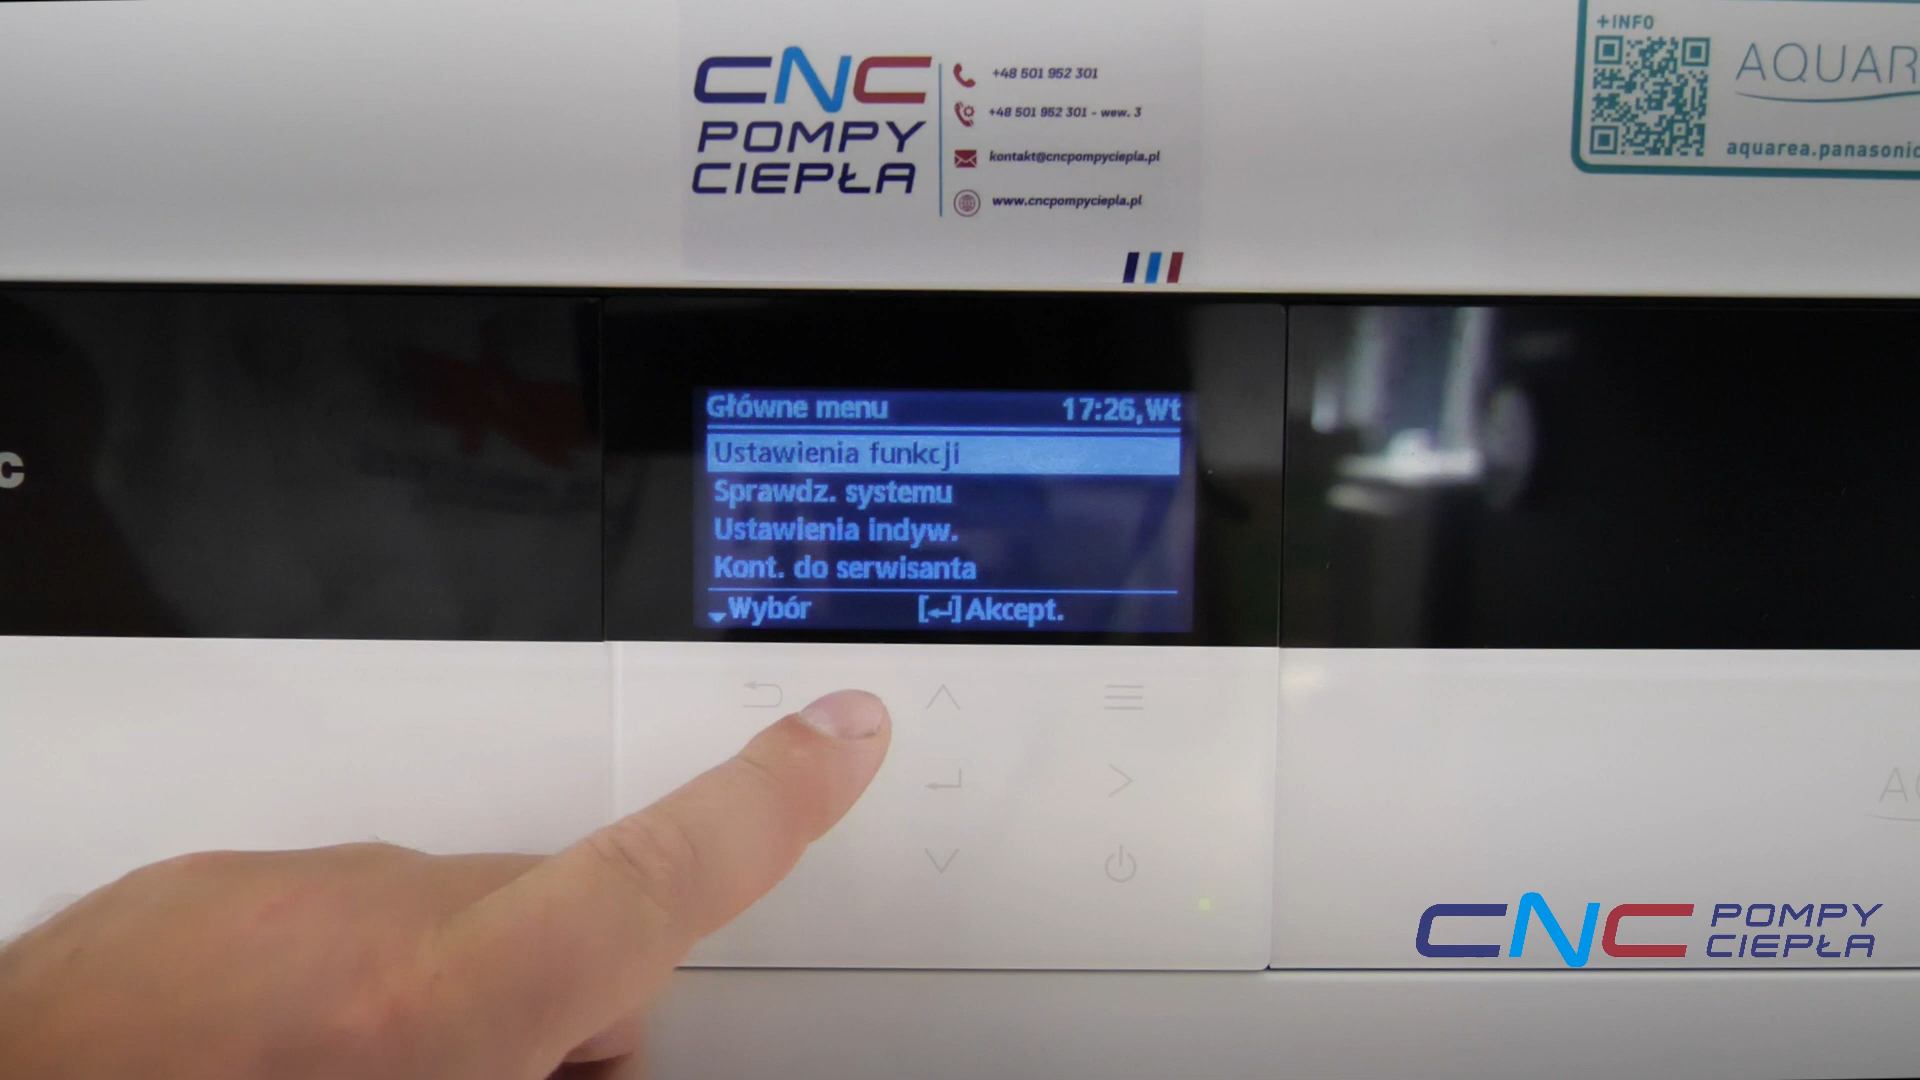 CNC
POMPY
CIEPŁA
+48 501 952 301
+48 501 952 301 - wew. 3
kontakt@cncpompyciepla.pl
www.cncpompyciepla.pl
+INFO
AQUAR
aquarea.panasonic
c
Główne menu 17:26,Wt
Ustawienia funkcji
Sprawdz. systemu
Ustawienia indyw.
Kont. do serwisanta
Wybór [↵]Akcept.
CNC POMPY
CIEPŁA